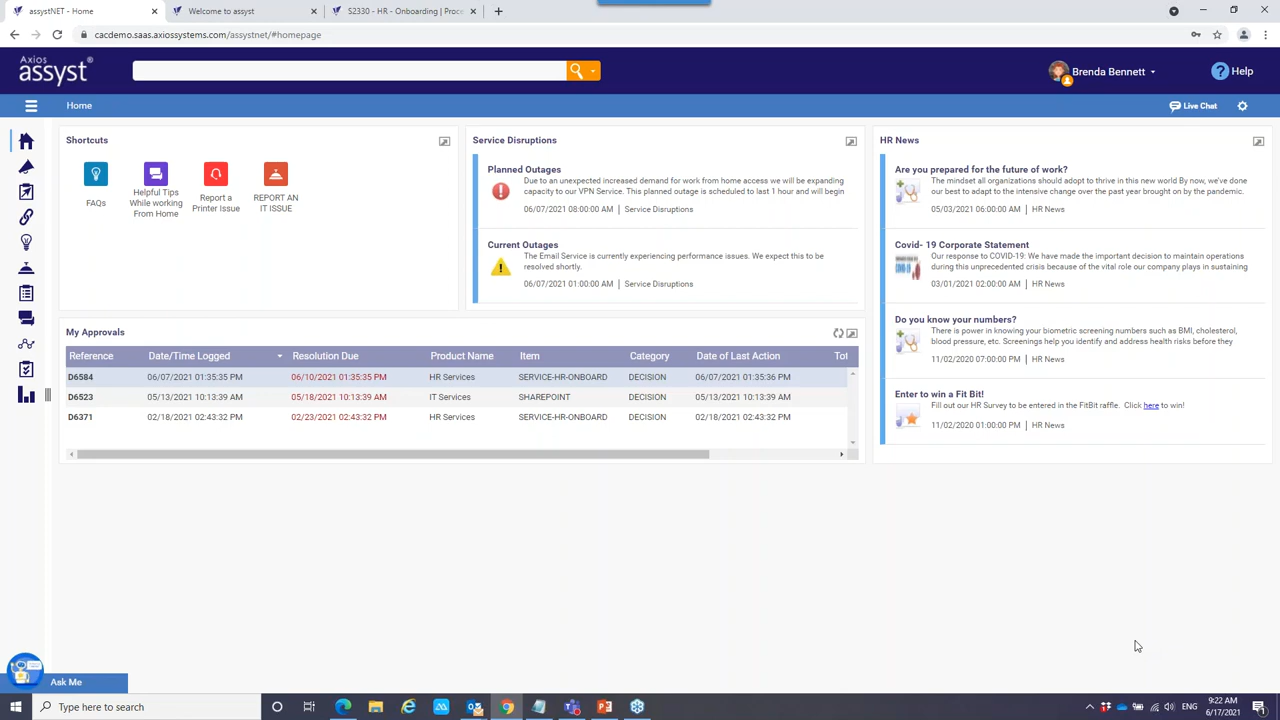 assystNET - Home
Welcome to assyst
S2330 - HR - Onboarding | Proce
cacdemo.saas.axiossystems.com/assystnet/#homepage
Axios
assyst®
Brenda Bennett
Help
Home
Live Chat
Shortcuts
FAQs
Helpful Tips
While working
From Home
Report a
Printer Issue
REPORT AN
IT ISSUE
Service Disruptions
Planned Outages
Due to an unexpected increased demand for work from home access we will be expanding
capacity to our VPN Service. This planned outage is scheduled to last 1 hour and will begin
06/07/2021 08:00:00 AM | Service Disruptions
Current Outages
The Email Service is currently experiencing performance issues. We expect this to be
resolved shortly.
06/07/2021 01:00:00 AM | Service Disruptions
HR News
Are you prepared for the future of work?
The mindset all organizations should adopt to thrive in this new world By now, we've done
our best to adapt to the intensive change over the past year brought on by the pandemic.
05/03/2021 06:00:00 AM | HR News
Covid- 19 Corporate Statement
Our response to COVID-19: We have made the important decision to maintain operations
during this unprecedented crisis because of the vital role our company plays in sustaining
03/01/2021 02:00:00 AM | HR News
Do you know your numbers?
There is power in knowing your biometric screening numbers such as BMI, cholesterol,
blood pressure, etc. Screenings help you identify and address health risks before they
11/02/2020 07:00:00 PM | HR News
Enter to win a Fit Bit!
Fill out our HR Survey to be entered in the FitBit raffle. Click here to win!
11/02/2020 01:00:00 PM | HR News
My Approvals
Reference Date/Time Logged Resolution Due Product Name Item Category Date of Last Action Tot
D6584 06/07/2021 01:35:35 PM 06/10/2021 01:35:35 PM HR Services SERVICE-HR-ONBOARD DECISION 06/07/2021 01:35:36 PM
D6523 05/13/2021 10:13:39 AM 05/18/2021 10:13:39 AM IT Services SHAREPOINT DECISION 05/13/2021 10:13:39 AM
D6371 02/18/2021 02:43:32 PM 02/23/2021 02:43:32 PM HR Services SERVICE-HR-ONBOARD DECISION 02/18/2021 02:43:32 PM
Ask Me
Type here to search
ENG
9:22 AM
6/17/2021